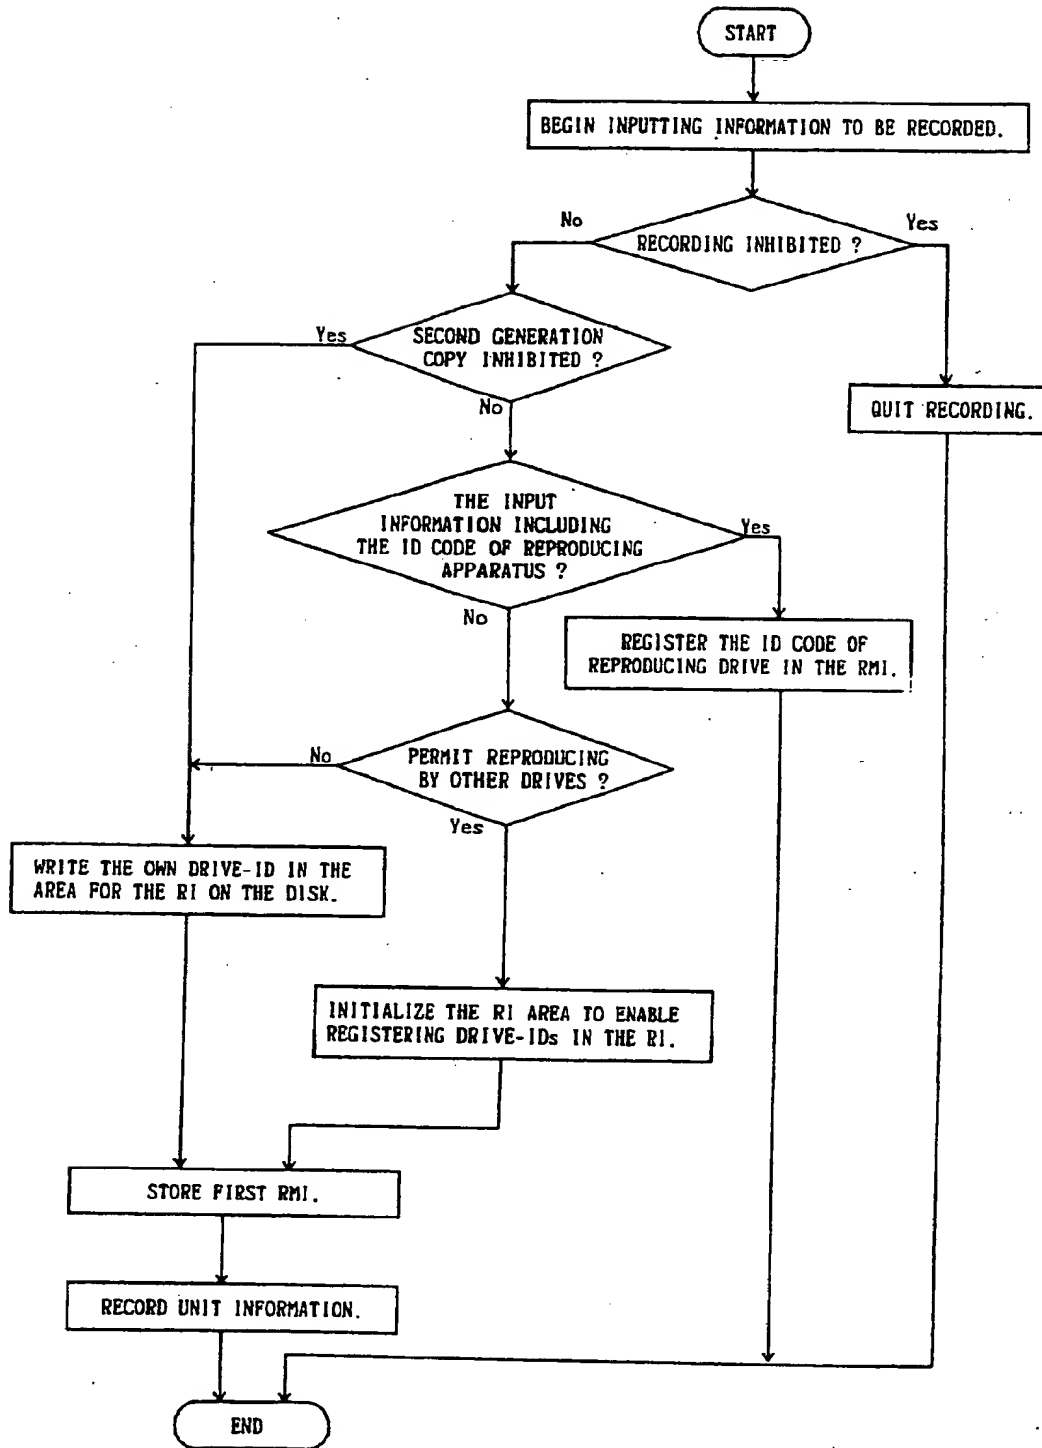 START
BEGIN INPUTTING INFORMATION TO BE RECORDED.
No
Yes
RECORDING INHIBITED ?
Yes
SECOND GENERATION
COPY INHIBITED ?
No
QUIT RECORDING.
THE INPUT
INFORMATION INCLUDING
THE ID CODE OF REPRODUCING
APPARATUS ?
Yes
No
REGISTER THE ID CODE OF
REPRODUCING DRIVE IN THE RMI.
No
PERMIT REPRODUCING
BY OTHER DRIVES ?
Yes
WRITE THE OWN DRIVE-ID IN THE
AREA FOR THE RI ON THE DISK.
INITIALIZE THE RI AREA TO ENABLE
REGISTERING DRIVE-IDs IN THE RI.
STORE FIRST RMI.
RECORD UNIT INFORMATION.
END